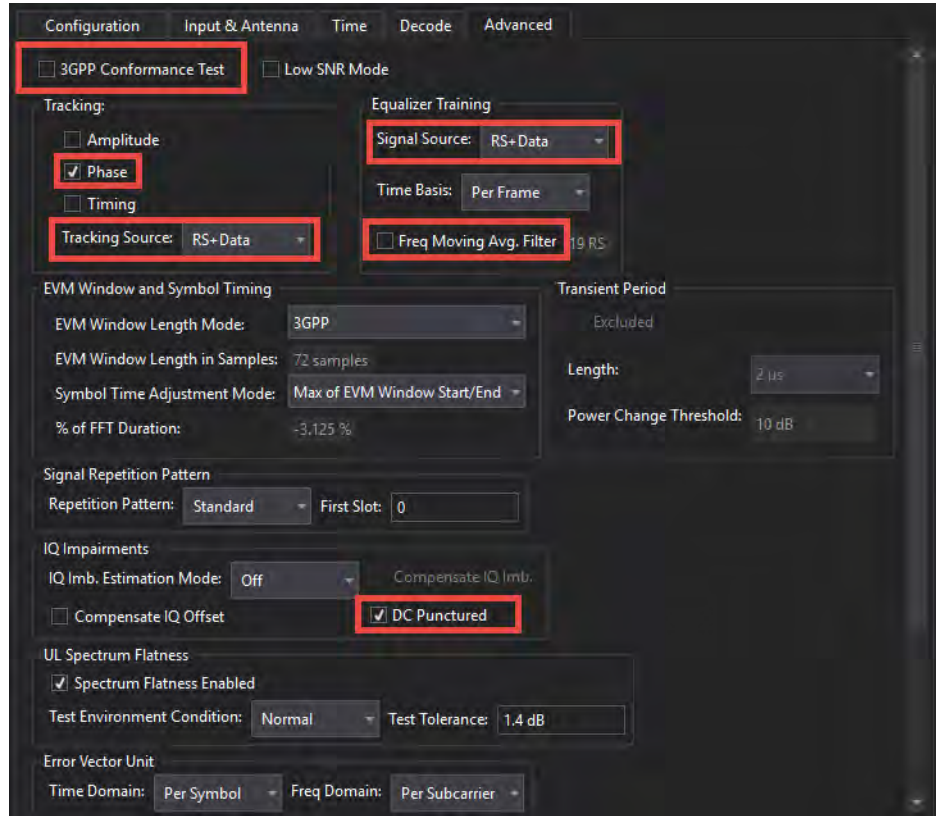 Configuration Input & Antenna Time Decode Advanced
3GPP Conformance Test Low SNR Mode
Tracking:
Amplitude
Phase
Timing
Tracking Source: RS+Data
Equalizer Training
Signal Source: RS+Data
Time Basis: Per Frame
Freq Moving Avg. Filter 19 RS
EVM Window and Symbol Timing
EVM Window Length Mode: 3GPP
EVM Window Length in Samples: 72 samples
Symbol Time Adjustment Mode: Max of EVM Window Start/End
% of FFT Duration: -3.125 %
Transient Period
Excluded
Length: 2 us
Power Change Threshold: 10 dB
Signal Repetition Pattern
Repetition Pattern: Standard First Slot: 0
IQ Impairments
IQ Imb. Estimation Mode: Off Compensate IQ Imb.
Compensate IQ Offset DC Punctured
UL Spectrum Flatness
Spectrum Flatness Enabled
Test Environment Condition: Normal Test Tolerance: 1.4 dB
Error Vector Unit
Time Domain: Per Symbol Freq Domain: Per Subcarrier